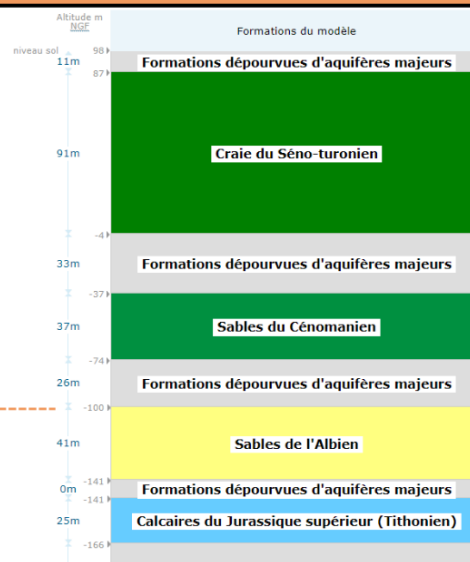 Altitude m
NGF
Formations du modèle
niveau sol
98
11m
Formations dépourvues d'aquifères majeurs
87
91m
Craie du Séno-turonien
-4
33m
Formations dépourvues d'aquifères majeurs
-37
37m
Sables du Cénomanien
-74
26m
Formations dépourvues d'aquifères majeurs
-100
41m
Sables de l'Albien
-141
0m
Formations dépourvues d'aquifères majeurs
-141
25m
Calcaires du Jurassique supérieur (Tithonien)
-166